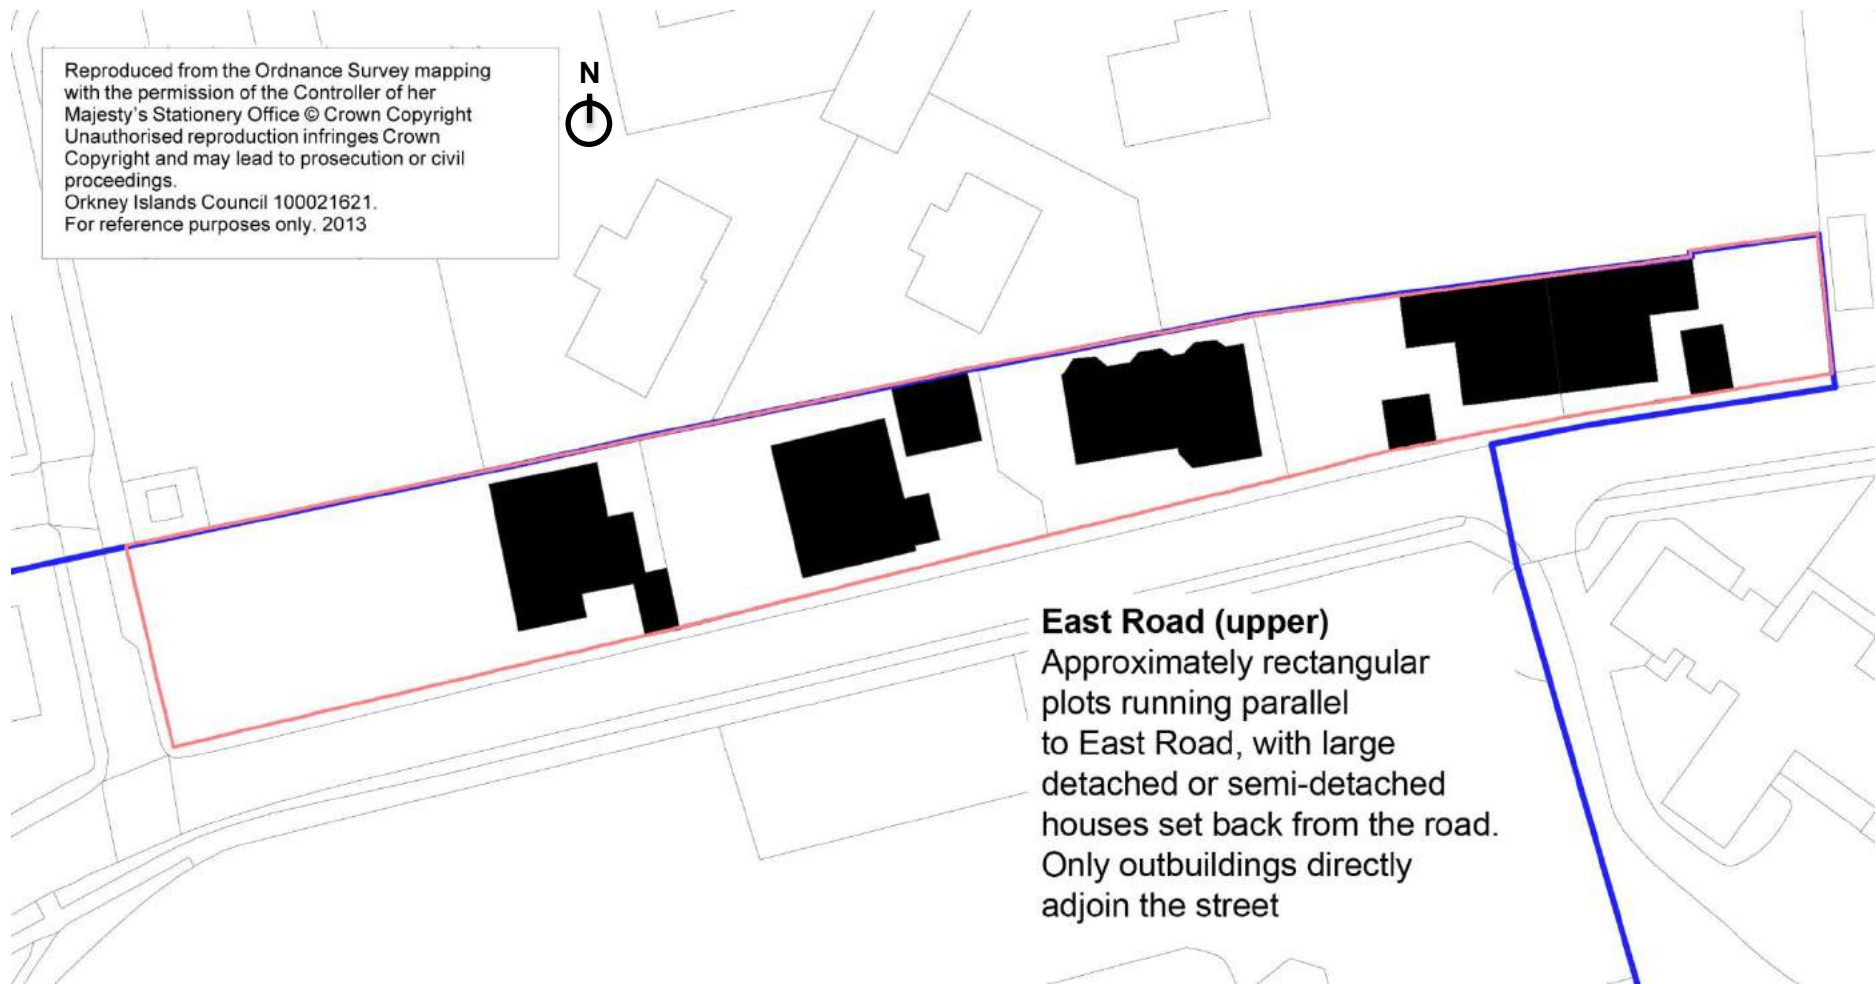 Reproduced from the Ordnance Survey mapping
with the permission of the Controller of her
Majesty's Stationery Office © Crown Copyright
Unauthorised reproduction infringes Crown
Copyright and may lead to prosecution or civil
proceedings.
Orkney Islands Council 100021621.
For reference purposes only. 2013
N
East Road (upper)
Approximately rectangular
plots running parallel
to East Road, with large
detached or semi-detached
houses set back from the road.
Only outbuildings directly
adjoin the street